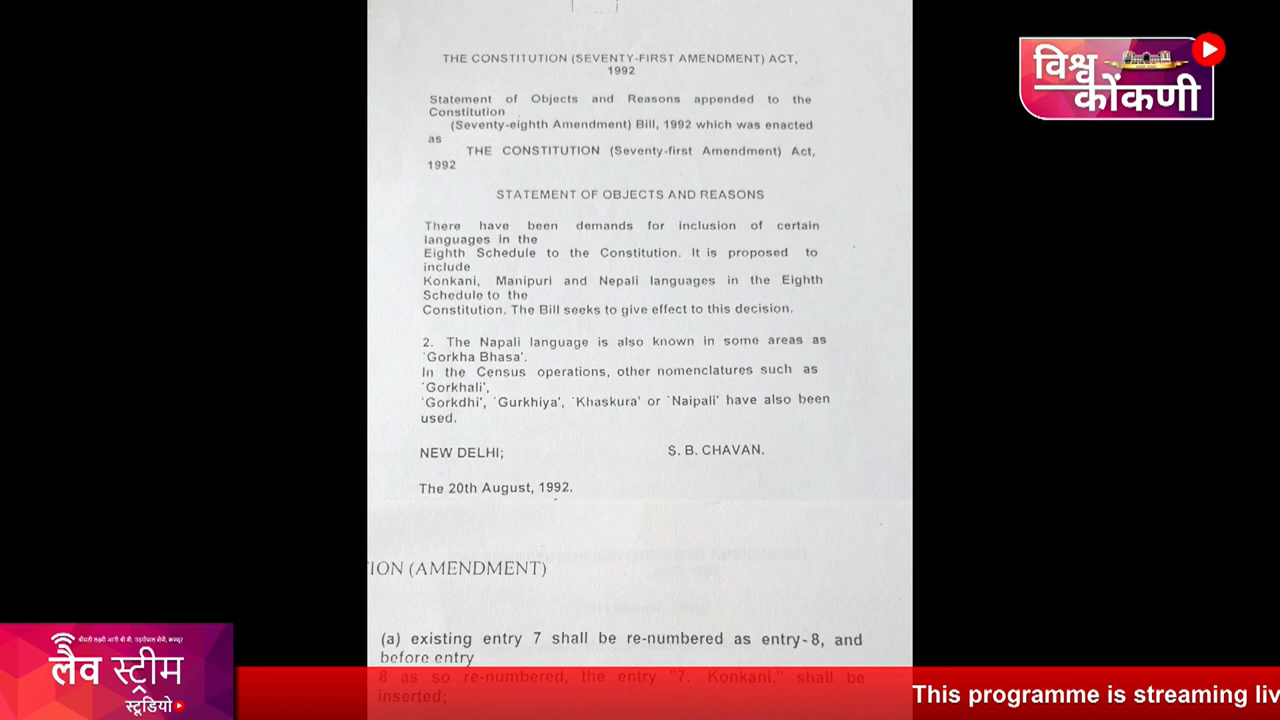 THE CONSTITUTION (SEVENTY-FIRST AMENDMENT) ACT,
1992
Statement of Objects and Reasons appended to the
Constitution
(Seventy-eighth Amendment) Bill, 1992 which was enacted
as
THE CONSTITUTION (Seventy-first Amendment) Act,
1992
STATEMENT OF OBJECTS AND REASONS
There have been demands for inclusion of certain
languages in the
Eighth Schedule to the Constitution. It is proposed to
include
Konkani, Manipuri and Nepali languages in the Eighth
Schedule to the
Constitution. The Bill seeks to give effect to this decision.
2. The Napali language is also known in some areas as
`Gorkha Bhasa'.
In the Census operations, other nomenclatures such as
`Gorkhali',
`Gorkdhi', `Gurkhiya', `Khaskura' or `Naipali' have also been
used.
NEW DELHI; S. B. CHAVAN.
The 20th August, 1992.
ION (AMENDMENT)
(a) existing entry 7 shall be re-numbered as entry-8, and
before entry
8 as so re-numbered, the entry "7. Konkani." shall be
inserted;
विश्व
कोंकणी
लैव स्ट्रीम
स्टूडियो
This programme is streaming liv